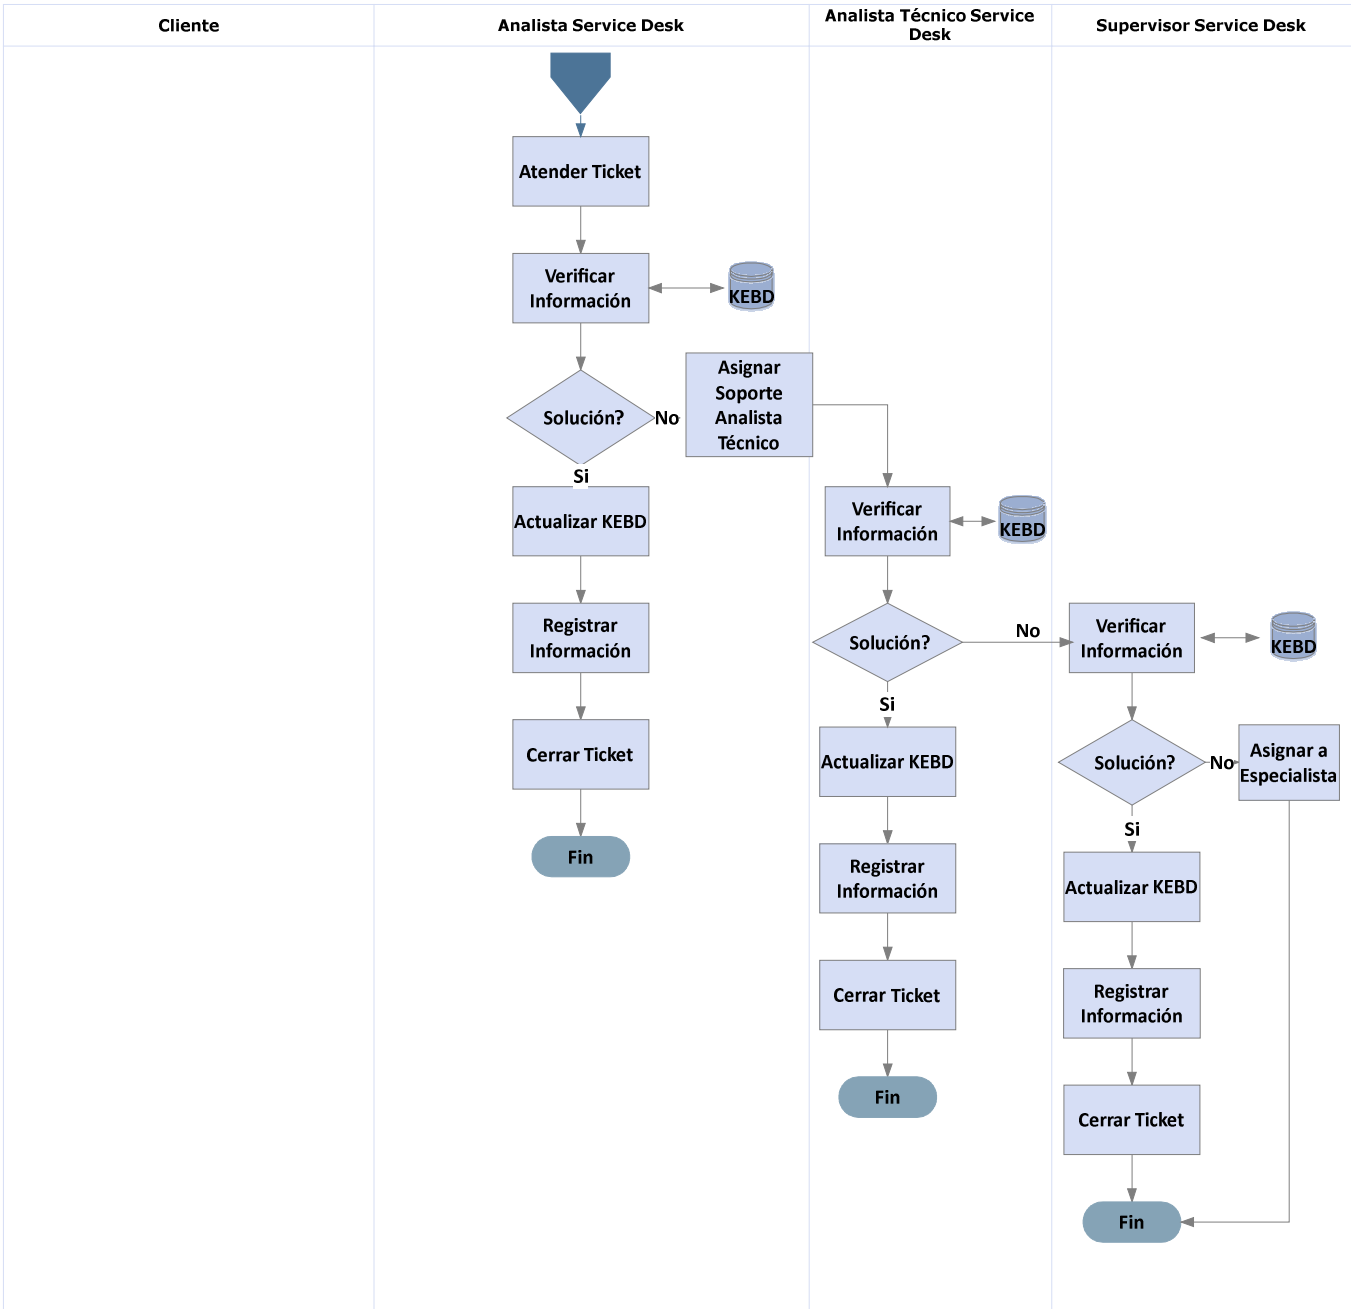 Cliente
Analista Service Desk
Analista Técnico Service
Desk
Supervisor Service Desk
Atender Ticket
Verificar
Información
KEBD
Solución?
No
Asignar
Soporte
Analista
Técnico
Si
Actualizar KEBD
Registrar
Información
Cerrar Ticket
Fin
Verificar
Información
KEBD
Solución?
No
Si
Actualizar KEBD
Registrar
Información
Cerrar Ticket
Fin
Verificar
Información
KEBD
Solución?
No
Asignar a
Especialista
Si
Actualizar KEBD
Registrar
Información
Cerrar Ticket
Fin